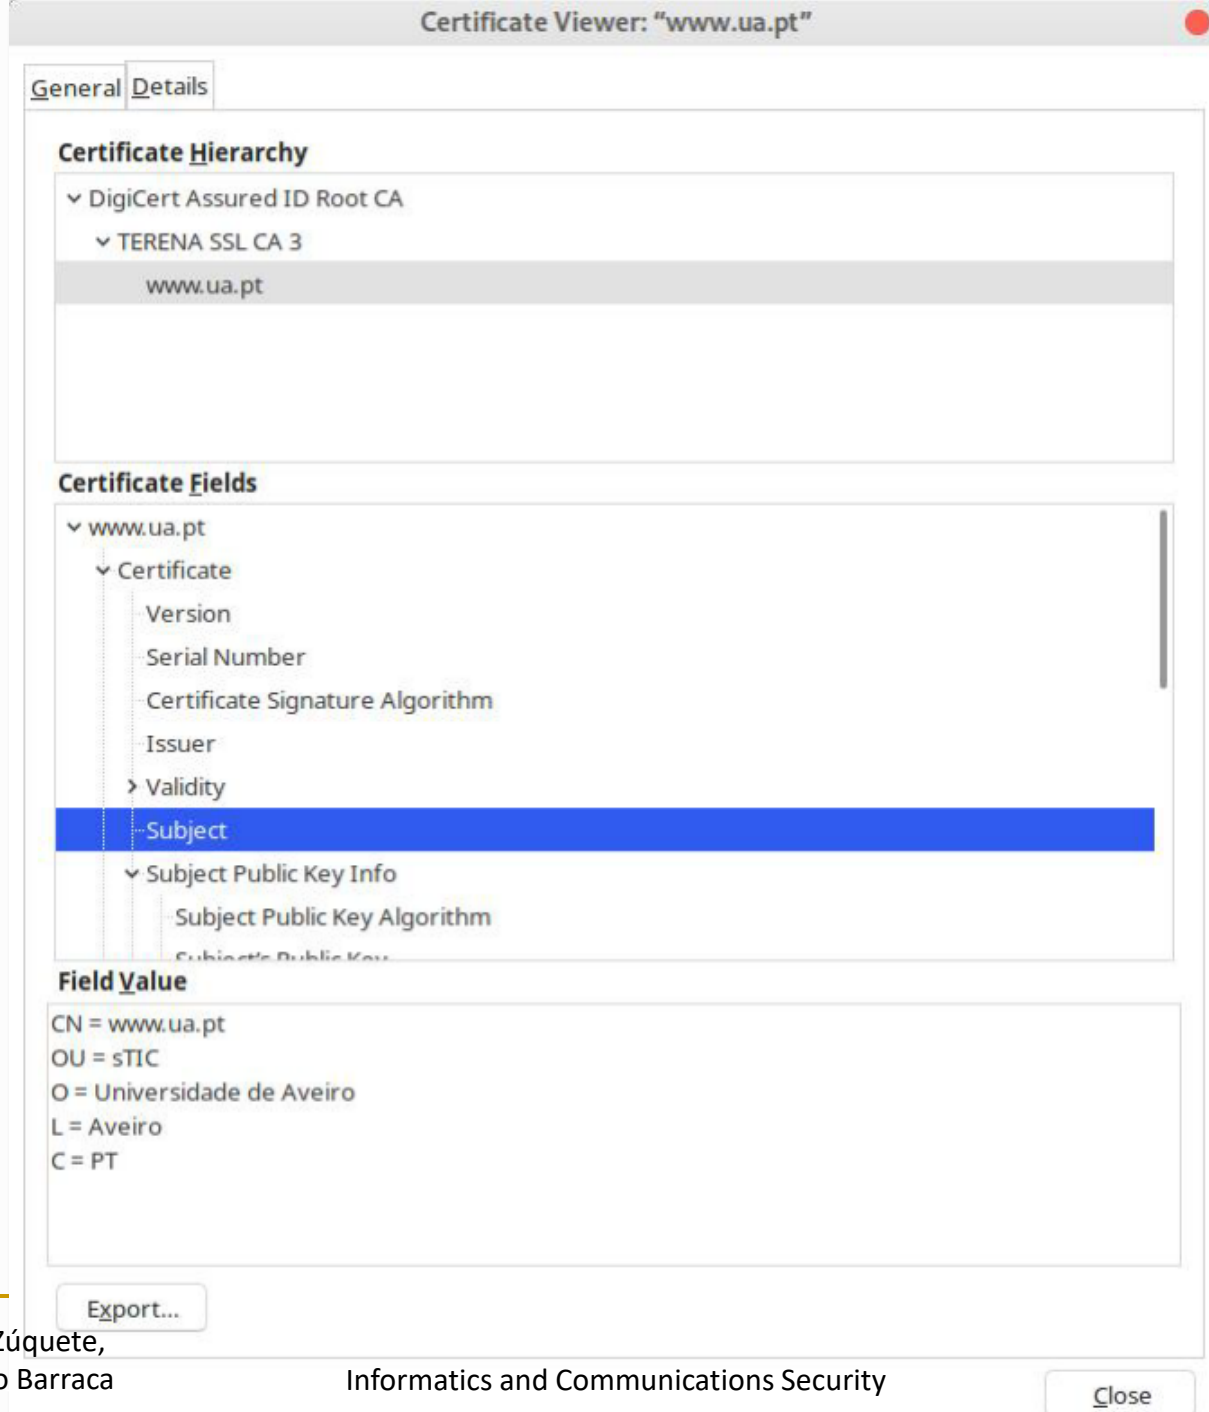 Certificate Viewer: “www.ua.pt”
General Details
Certificate Hierarchy
DigiCert Assured ID Root CA
TERENA SSL CA 3
www.ua.pt
Certificate Fields
www.ua.pt
Certificate
Version
Serial Number
Certificate Signature Algorithm
Issuer
Validity
Subject
Subject Public Key Info
Subject Public Key Algorithm
Subject's Public Key
Field Value
CN = www.ua.pt
OU = sTIC
O = Universidade de Aveiro
L = Aveiro
C = PT
Export...
Zúquete,
Barraca
Informatics and Communications Security
Close